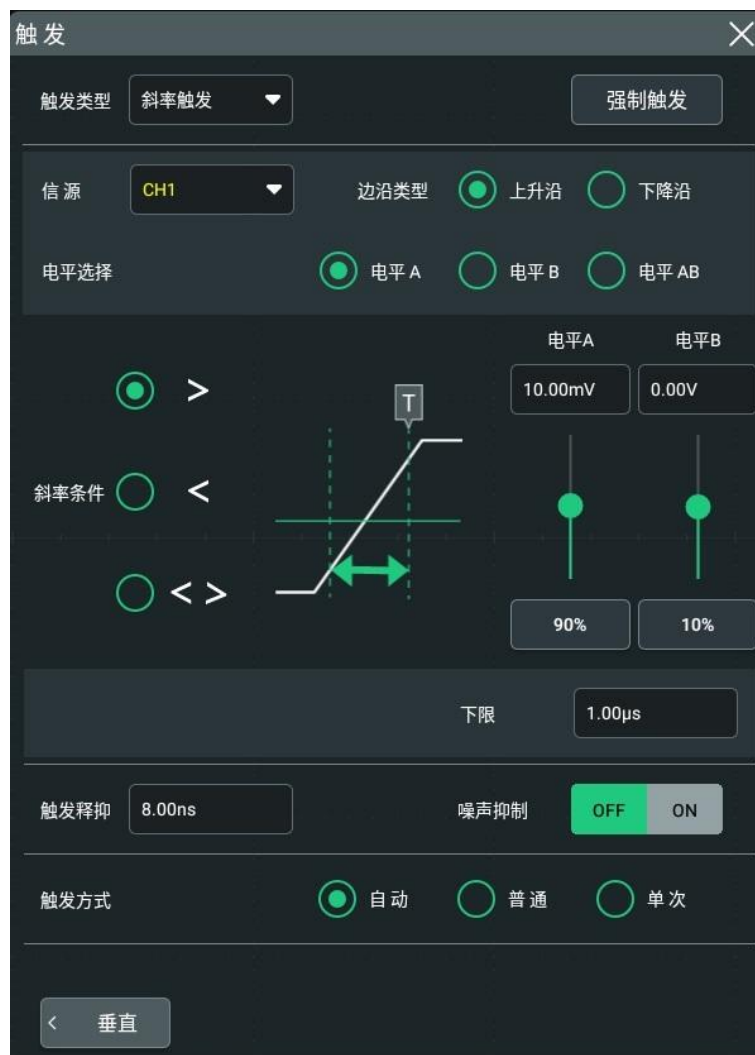 触发
触发类型 斜率触发 强制触发
信源 CH1 边沿类型 上升沿 下降沿
电平选择 电平 A 电平 B 电平 AB
电平A 电平B
> 10.00mV 0.00V
T
斜率条件 <
< >
90% 10%
下限 1.00μs
触发释抑 8.00ns 噪声抑制 OFF ON
触发方式 自动 普通 单次
< 垂直